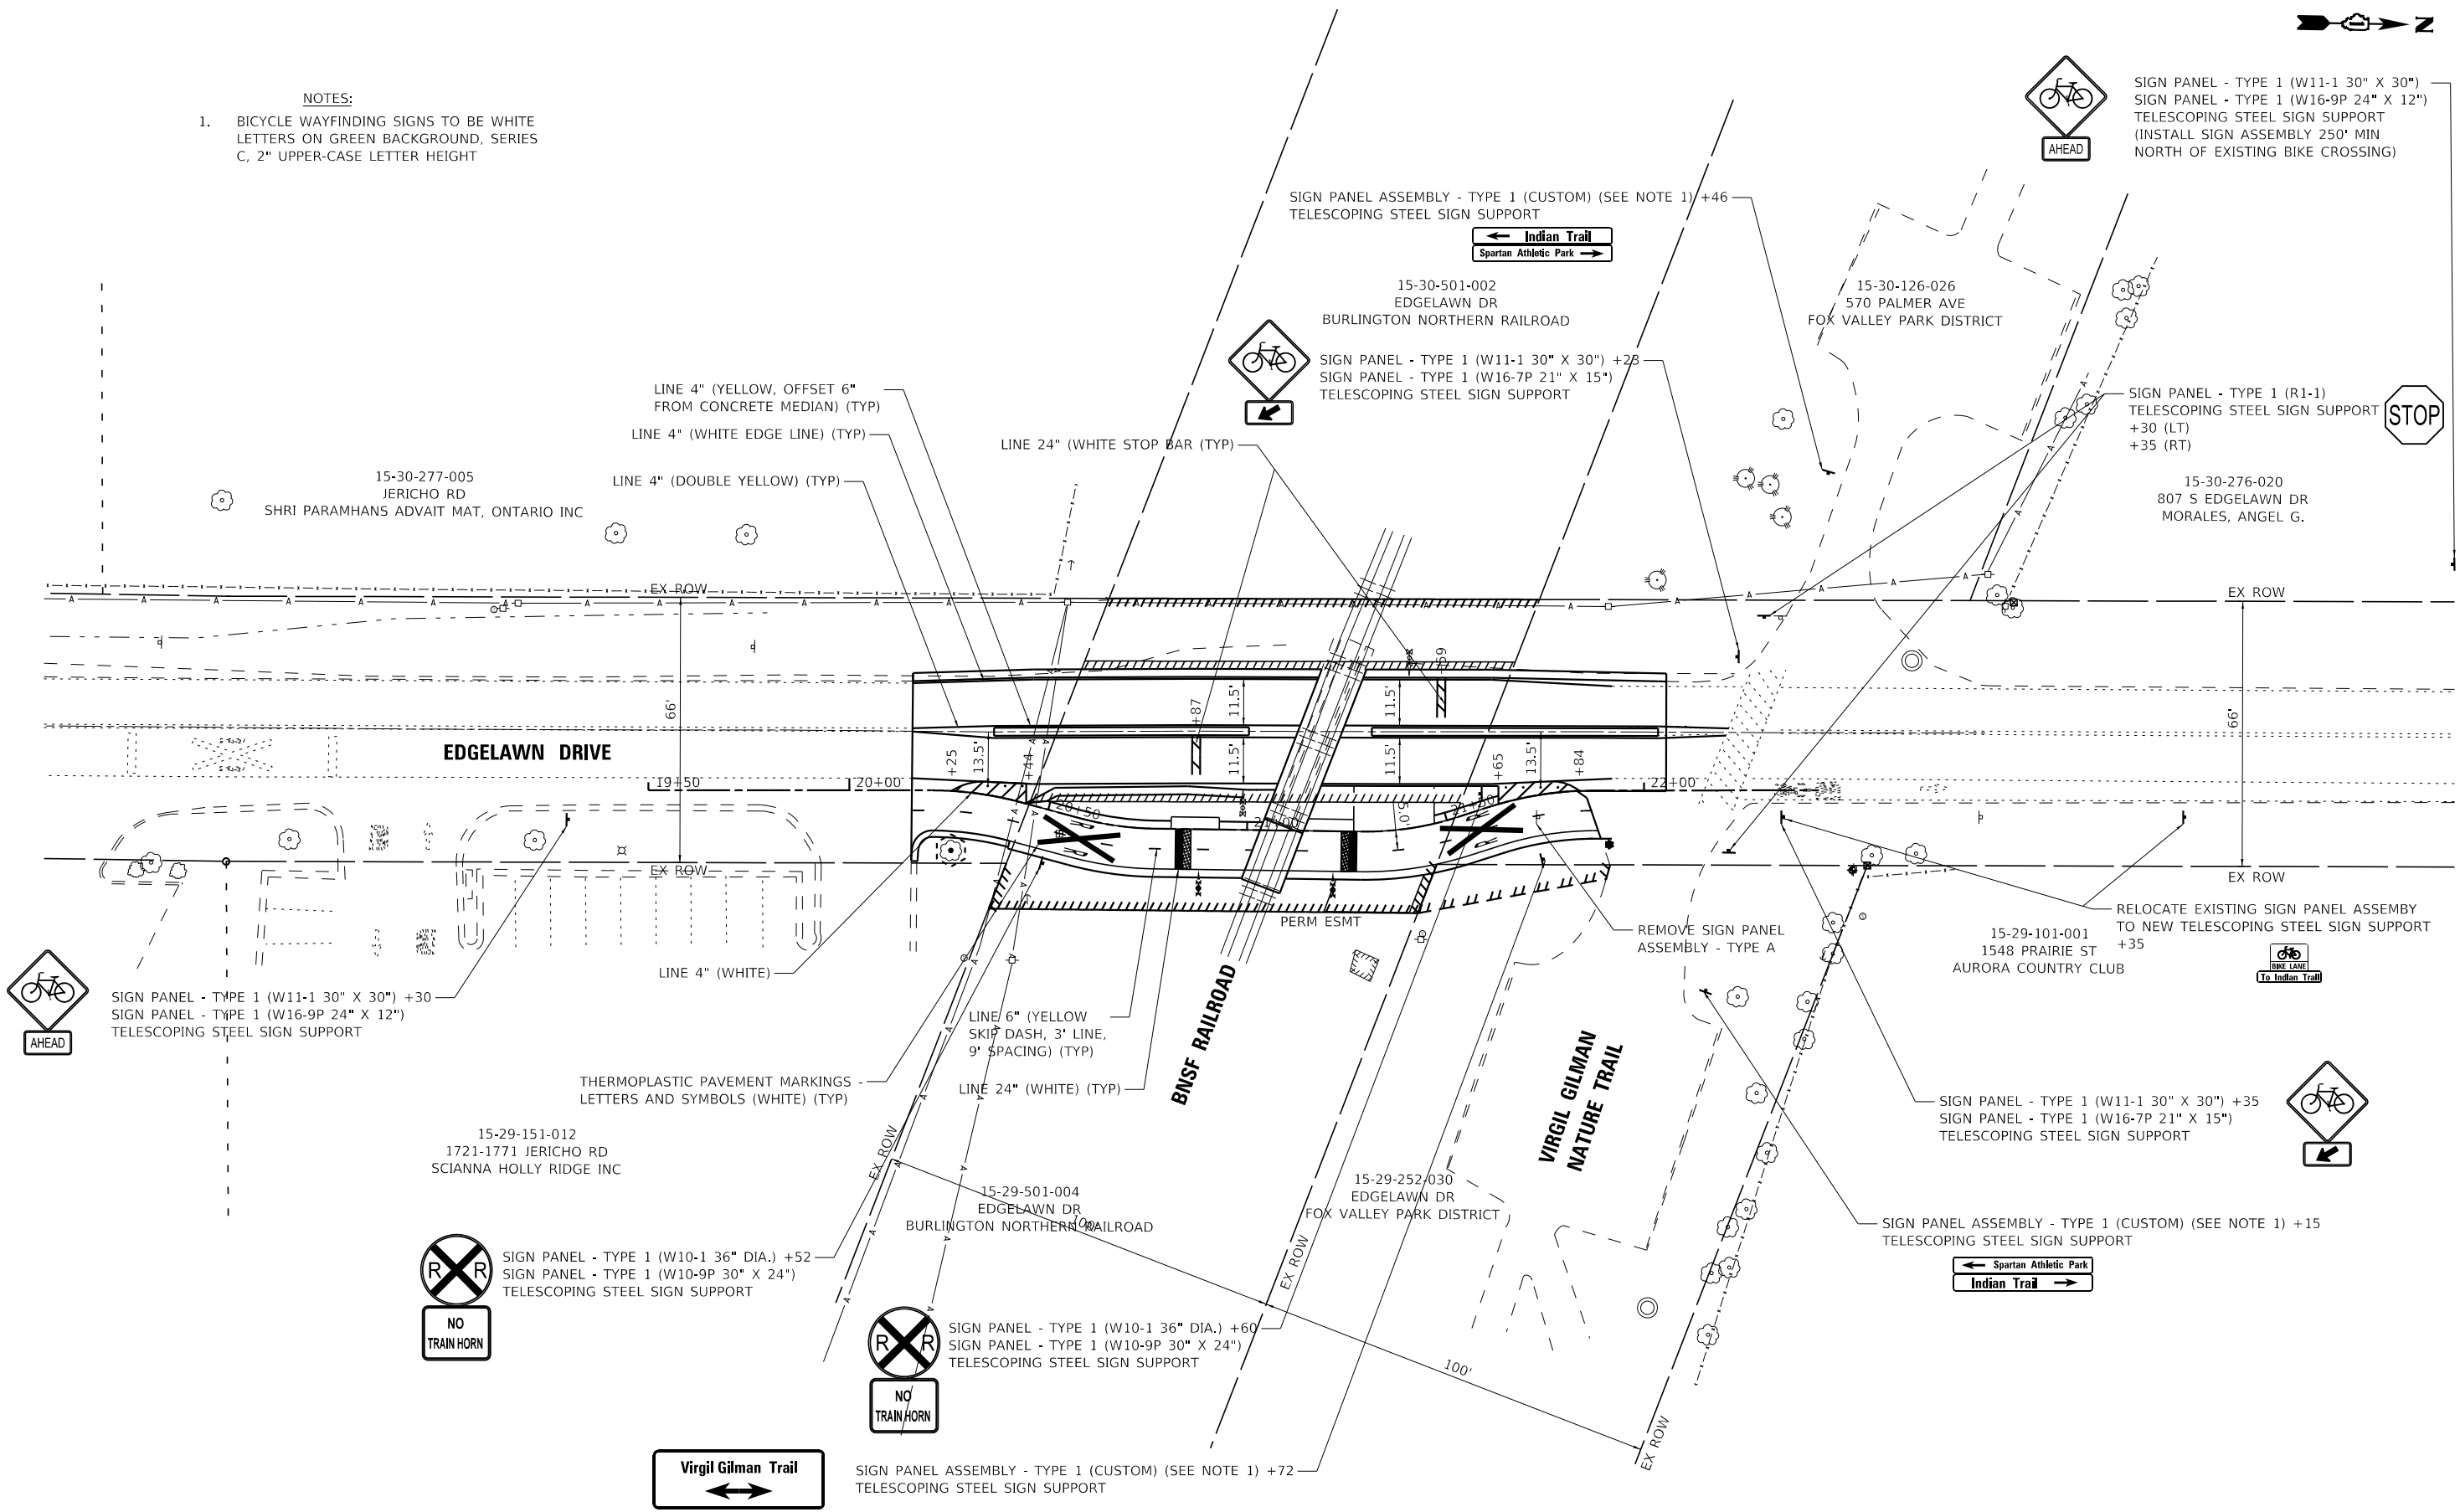 N
NOTES:
1. BICYCLE WAYFINDING SIGNS TO BE WHITE
LETTERS ON GREEN BACKGROUND, SERIES
C, 2" UPPER-CASE LETTER HEIGHT
SIGN PANEL - TYPE 1 (W11-1 30" X 30")
SIGN PANEL - TYPE 1 (W16-9P 24" X 12")
TELESCOPING STEEL SIGN SUPPORT
(INSTALL SIGN ASSEMBLY 250' MIN
NORTH OF EXISTING BIKE CROSSING)
AHEAD
SIGN PANEL ASSEMBLY - TYPE 1 (CUSTOM) (SEE NOTE 1) +46
TELESCOPING STEEL SIGN SUPPORT
Indian Trail
Spartan Athletic Park
15-30-501-002
EDGELAWN DR
BURLINGTON NORTHERN RAILROAD
15-30-126-026
570 PALMER AVE
FOX VALLEY PARK DISTRICT
SIGN PANEL - TYPE 1 (W11-1 30" X 30") +23
SIGN PANEL - TYPE 1 (W16-7P 21" X 15")
TELESCOPING STEEL SIGN SUPPORT
LINE 4" (YELLOW, OFFSET 6"
FROM CONCRETE MEDIAN) (TYP)
LINE 4" (WHITE EDGE LINE) (TYP)
LINE 24" (WHITE STOP BAR (TYP)
LINE 4" (DOUBLE YELLOW) (TYP)
SIGN PANEL - TYPE 1 (R1-1)
TELESCOPING STEEL SIGN SUPPORT
+30 (LT)
+35 (RT)
STOP
15-30-277-005
JERICHO RD
SHRI PARAMHANS ADVAIT MAT, ONTARIO INC
15-30-276-020
807 S EDGELAWN DR
MORALES, ANGEL G.
EX ROW
EX ROW
66'
66'
EDGELAWN DRIVE
+87
+59
11.5'
11.5'
11.5'
11.5'
+25
13.5'
+44
+65
13.5'
+84
19+50
20+00
20+50
21+00
21+50
22+00
5.0'
EX ROW
EX ROW
PERM ESMT
REMOVE SIGN PANEL
ASSEMBLY - TYPE A
RELOCATE EXISTING SIGN PANEL ASSEMBY
TO NEW TELESCOPING STEEL SIGN SUPPORT
+35
BIKE LANE
To Indian Trail
15-29-101-001
1548 PRAIRIE ST
AURORA COUNTRY CLUB
LINE 4" (WHITE)
SIGN PANEL - TYPE 1 (W11-1 30" X 30") +30
SIGN PANEL - TYPE 1 (W16-9P 24" X 12")
TELESCOPING STEEL SIGN SUPPORT
AHEAD
LINE 6" (YELLOW
SKIP DASH, 3' LINE,
9' SPACING) (TYP)
BNSF RAILROAD
VIRGIL GILMAN
NATURE TRAIL
THERMOPLASTIC PAVEMENT MARKINGS -
LETTERS AND SYMBOLS (WHITE) (TYP)
LINE 24" (WHITE) (TYP)
SIGN PANEL - TYPE 1 (W11-1 30" X 30") +35
SIGN PANEL - TYPE 1 (W16-7P 21" X 15")
TELESCOPING STEEL SIGN SUPPORT
15-29-151-012
1721-1771 JERICHO RD
SCIANNA HOLLY RIDGE INC
EX ROW
15-29-501-004
EDGELAWN DR
BURLINGTON NORTHERN RAILROAD
100'
15-29-252-030
EDGELAWN DR
FOX VALLEY PARK DISTRICT
EX ROW
SIGN PANEL ASSEMBLY - TYPE 1 (CUSTOM) (SEE NOTE 1) +15
TELESCOPING STEEL SIGN SUPPORT
Spartan Athletic Park
Indian Trail
R R
NO
TRAIN HORN
SIGN PANEL - TYPE 1 (W10-1 36" DIA.) +52
SIGN PANEL - TYPE 1 (W10-9P 30" X 24")
TELESCOPING STEEL SIGN SUPPORT
R R
NO
TRAIN HORN
SIGN PANEL - TYPE 1 (W10-1 36" DIA.) +60
SIGN PANEL - TYPE 1 (W10-9P 30" X 24")
TELESCOPING STEEL SIGN SUPPORT
100'
EX ROW
Virgil Gilman Trail
SIGN PANEL ASSEMBLY - TYPE 1 (CUSTOM) (SEE NOTE 1) +72
TELESCOPING STEEL SIGN SUPPORT